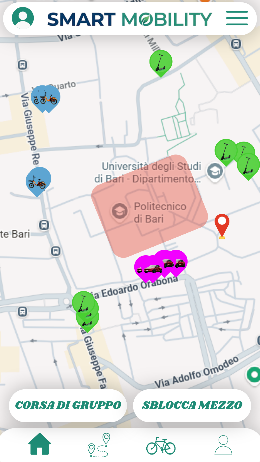 SMART MOBILITY
Quarto
Via Giuseppe Re
Università degli Studi
di Bari · Dipartimento...
Politecnico
di Bari
te Bari
Via Edoardo Orabona
Via Giuseppe Fa
Via Adolfo Omodeo
CORSA DI GRUPPO
SBLOCCA MEZZO